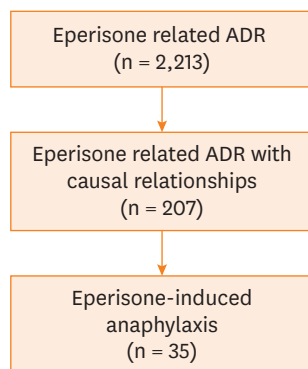 Eperisone related ADR
(n = 2,213)
Eperisone related ADR with
causal relationships
(n = 207)
Eperisone-induced
anaphylaxis
(n = 35)